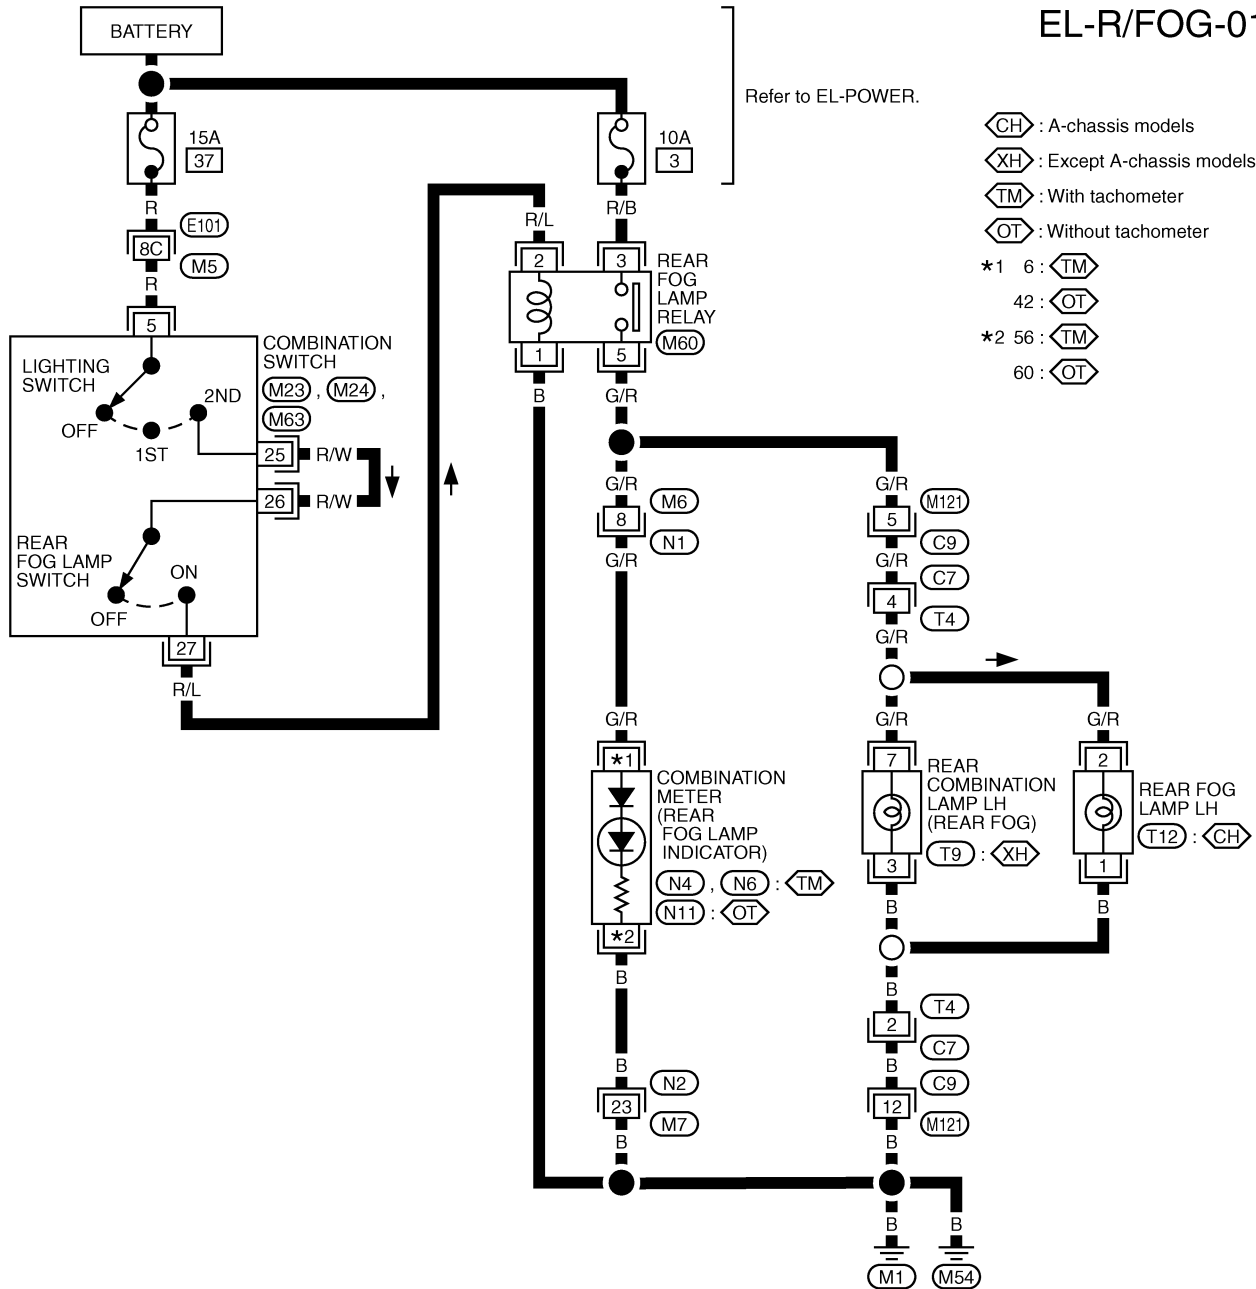 EL-R/FOG-01
BATTERY
Refer to EL-POWER.
15A
37
10A
3
CH : A-chassis models
XH : Except A-chassis models
TM : With tachometer
OT : Without tachometer
*1 6 : TM
42 : OT
*2 56 : TM
60 : OT
R
E101
8C
M5
R
5
R/L
R/B
2
3
REAR
FOG
LAMP
RELAY
M60
1
5
B
G/R
LIGHTING
SWITCH
OFF
1ST
2ND
COMBINATION
SWITCH
M23 , M24 ,
M63
25
R/W
26
R/W
REAR
FOG LAMP
SWITCH
OFF
ON
27
R/L
G/R
M6
8
N1
G/R
G/R
M121
5
C9
G/R
C7
4
T4
G/R
G/R
G/R
G/R
*1
COMBINATION
METER
(REAR
FOG LAMP
INDICATOR)
N4 , N6 : TM
N11 : OT
*2
B
7
REAR
COMBINATION
LAMP LH
(REAR FOG)
T9 : XH
3
B
2
REAR FOG
LAMP LH
T12 : CH
1
B
B
T4
2
C7
B
B
N2
23
M7
B
C9
12
M121
B
B
B
M1
M54